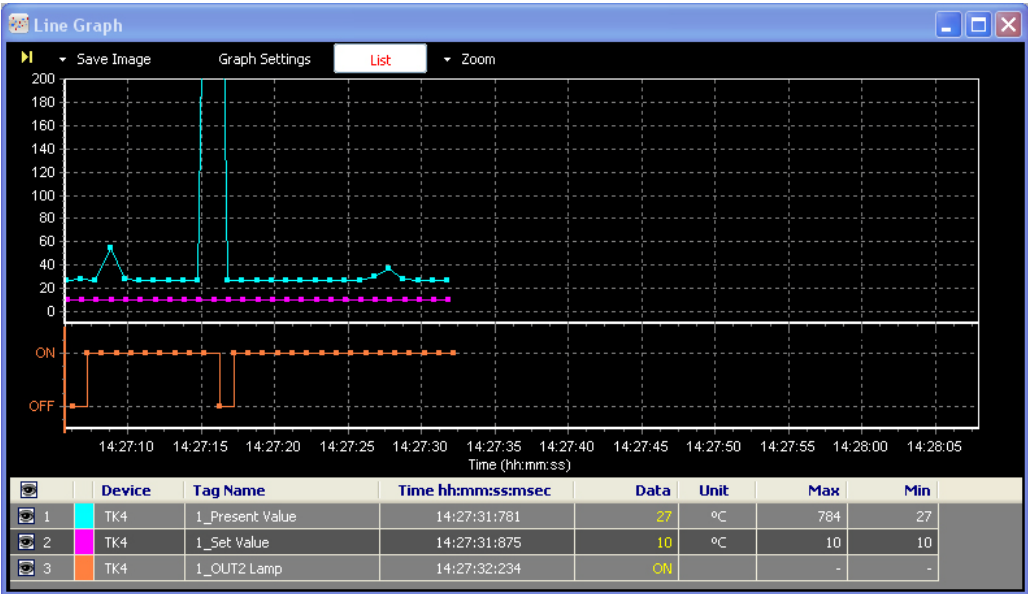 Line Graph
Save Image Graph Settings List Zoom
200
180
160
140
120
100
80
60
40
20
0
ON
OFF
14:27:10 14:27:15 14:27:20 14:27:25 14:27:30 14:27:35 14:27:40 14:27:45 14:27:50 14:27:55 14:28:00 14:28:05
Time (hh:mm:ss)
Device Tag Name Time hh:mm:ss:msec Data Unit Max Min
1 TK4 1_Present Value 14:27:31:781 27 ºC 784 27
2 TK4 1_Set Value 14:27:31:875 10 ºC 10 10
3 TK4 1_OUT2 Lamp 14:27:32:234 ON - -